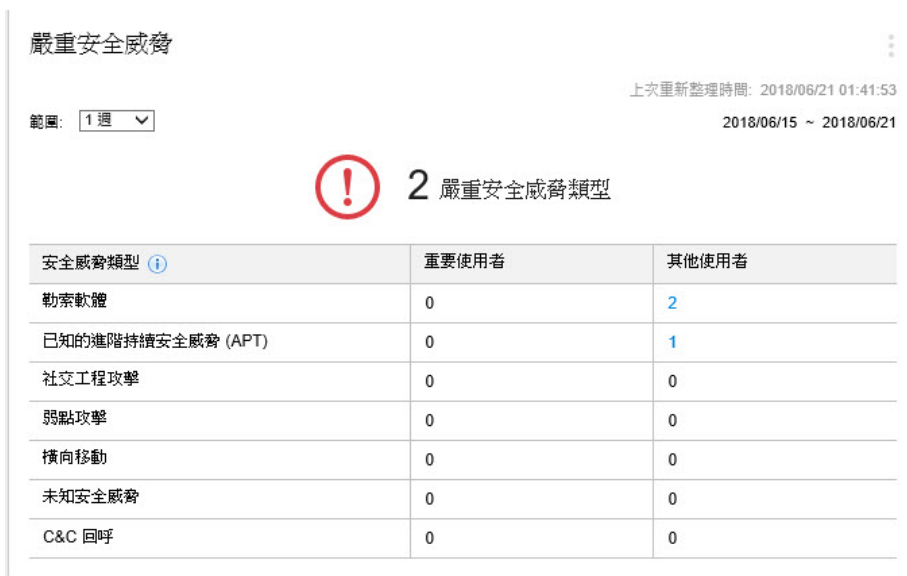 嚴重安全威脅
上次重新整理時間: 2018/06/21 01:41:53
範圍: 1 週
2018/06/15 ~ 2018/06/21
2 嚴重安全威脅類型
安全威脅類型 重要使用者 其他使用者
勒索軟體 0 2
已知的進階持續安全威脅 (APT) 0 1
社交工程攻擊 0 0
弱點攻擊 0 0
橫向移動 0 0
未知安全威脅 0 0
C&C 回呼 0 0